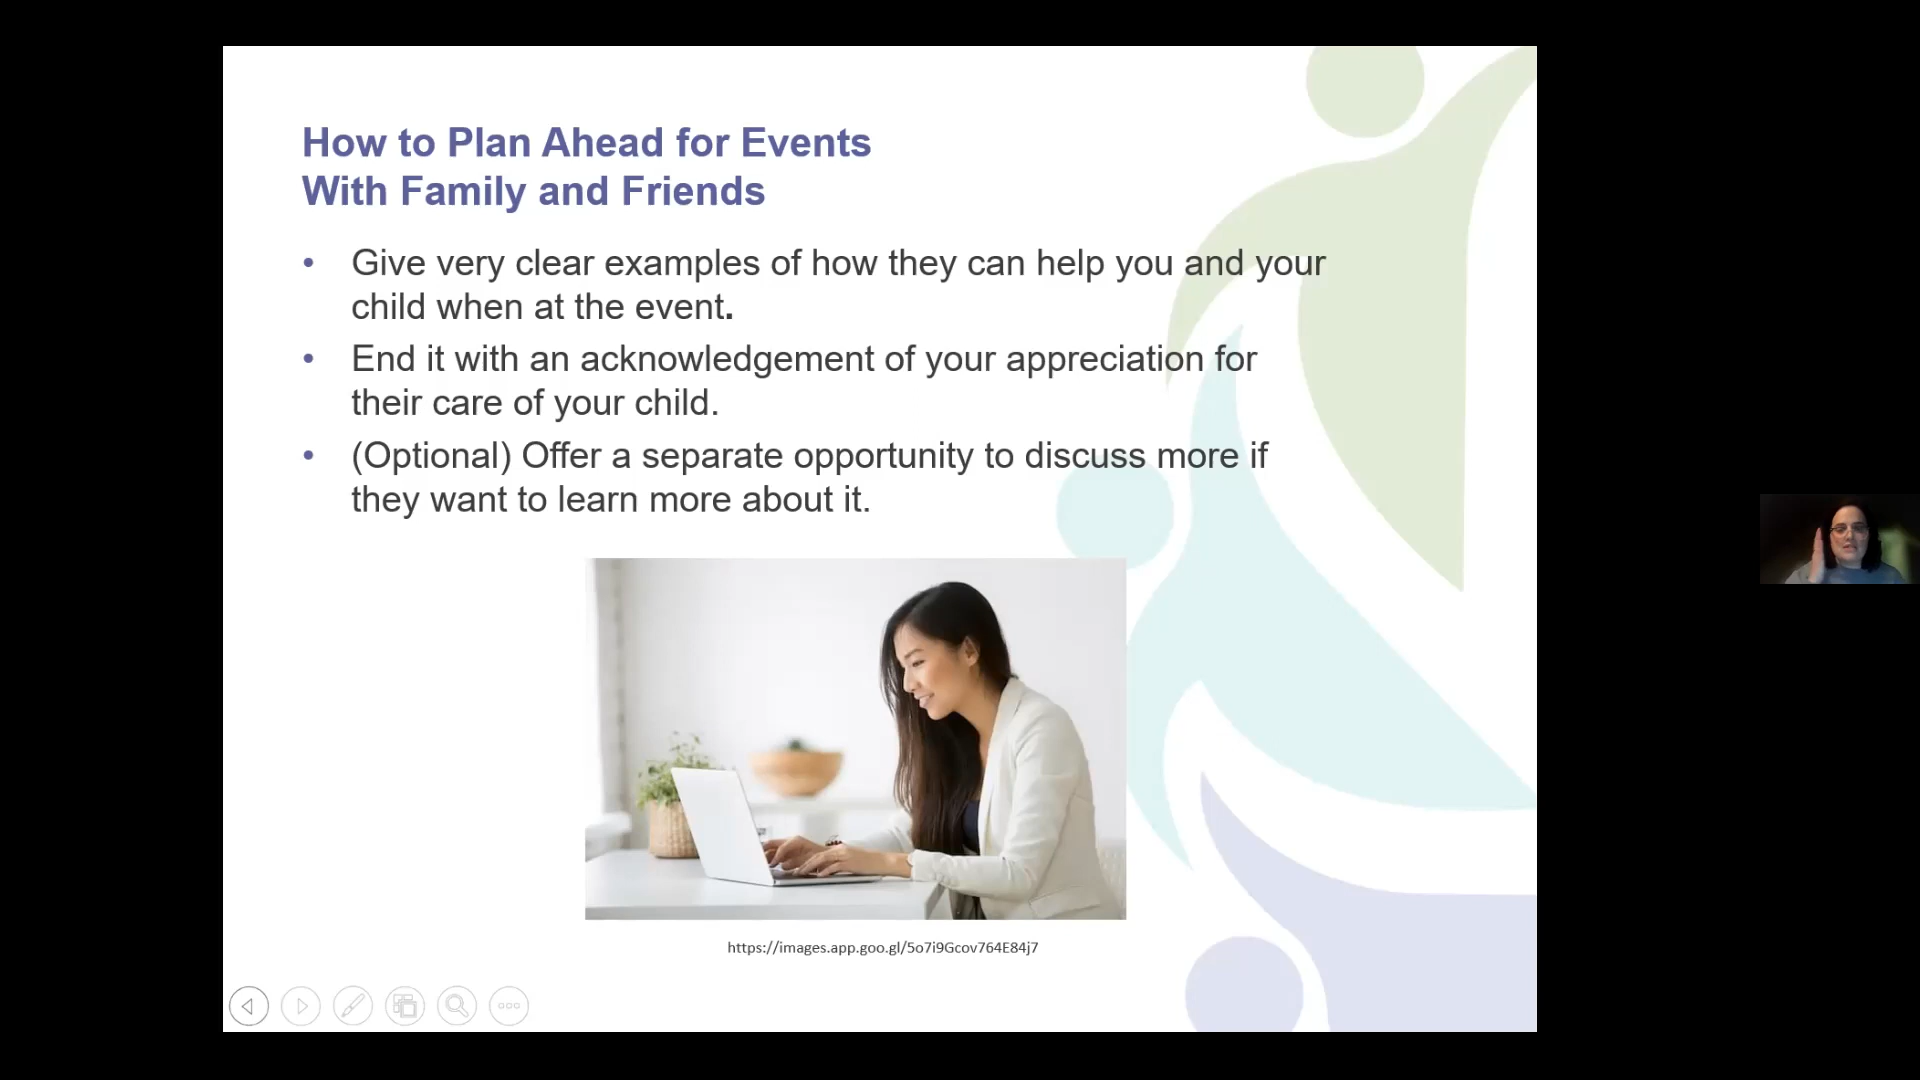 How to Plan Ahead for Events
With Family and Friends
• Give very clear examples of how they can help you and your
child when at the event.
• End it with an acknowledgement of your appreciation for
their care of your child.
• (Optional) Offer a separate opportunity to discuss more if
they want to learn more about it.
https://images.app.goo.gl/5o7i9Gcov764E84j7